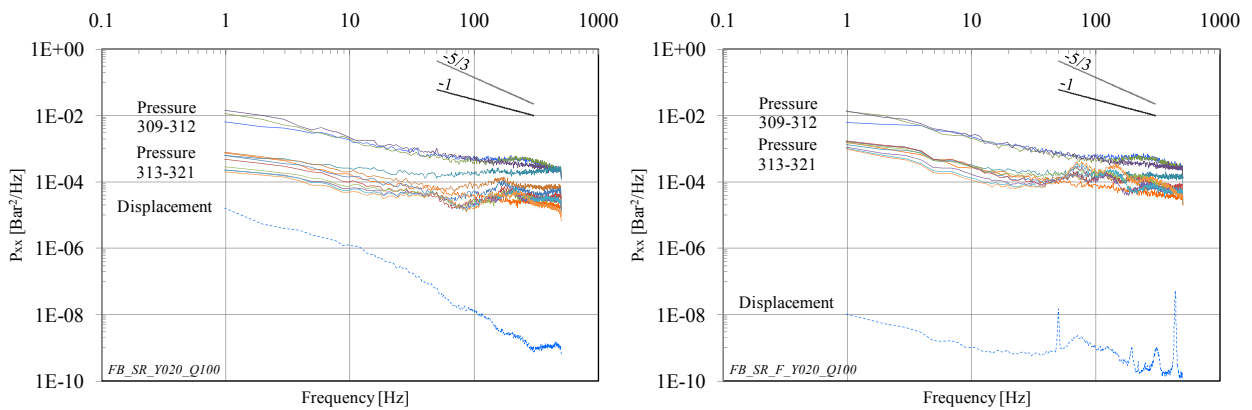 0.1 1 10 100 1000
1E+00
1E-02
1E-04
1E-06
1E-08
1E-10
Pxx [Bar²/Hz]
-5/3
-1
Pressure
309-312
Pressure
313-321
Displacement
FB_SR_Y020_Q100
Frequency [Hz]
0.1 1 10 100 1000
1E+00
1E-02
1E-04
1E-06
1E-08
1E-10
Pxx [Bar²/Hz]
-5/3
-1
Pressure
309-312
Pressure
313-321
Displacement
FB_SR_F_Y020_Q100
Frequency [Hz]